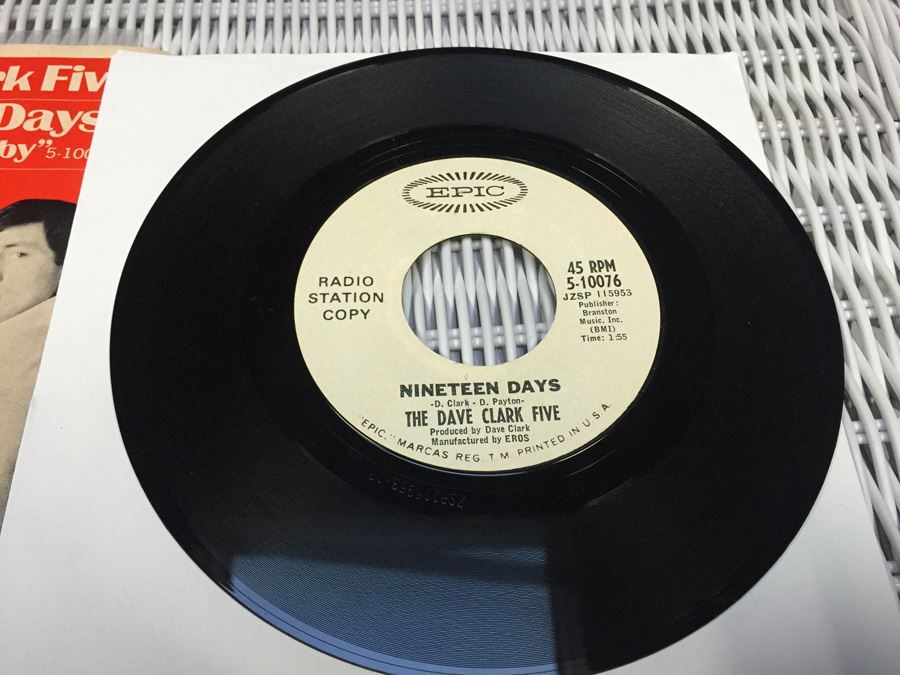 rk Fiv
Days
by" 5-100
EPIC
RADIO
STATION
COPY
45 RPM
5-10076
JZSP 115953
Publisher:
Branston
Music, Inc.
(BMI)
Time: 1:55
NINETEEN DAYS
-D. Clark - D. Payton-
THE DAVE CLARK FIVE
Produced by Dave Clark
Manufactured by EROS
"EPIC," MARCAS REG. T.M. PRINTED IN U.S.A.